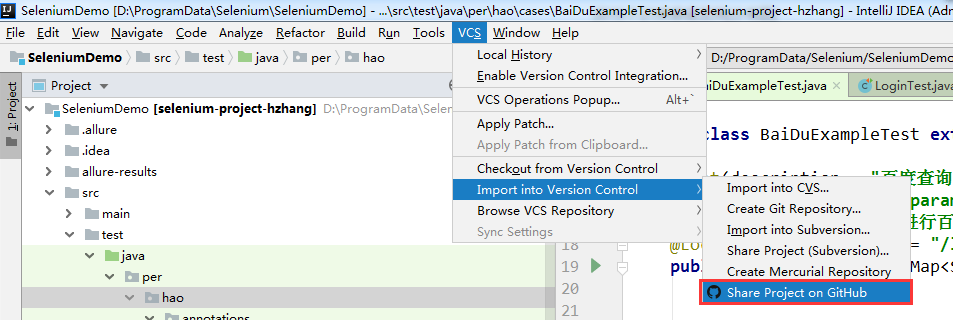 SeleniumDemo [D:\ProgramData\Selenium\SeleniumDemo] - ...\src\test\java\per\hao\cases\BaiDuExampleTest.java [selenium-project-hzhang] - IntelliJ IDEA (Adm
File Edit View Navigate Code Analyze Refactor Build Run Tools VCS Window Help
SeleniumDemo src test java per hao D:/ProgramData/Selenium/SeleniumDemo
1: Project
Project
SeleniumDemo [selenium-project-hzhang] D:\ProgramData\Selen
.allure
.idea
allure-results
src
main
test
java
per
hao
annotations
Local History
Enable Version Control Integration...
VCS Operations Popup... Alt+`
Apply Patch...
Apply Patch from Clipboard...
Checkout from Version Control
Import into Version Control
Browse VCS Repository
Sync Settings
Import into CVS...
Create Git Repository...
Import into Subversion...
Share Project (Subversion)...
Create Mercurial Repository
Share Project on GitHub
BaiDuExampleTest.java LoginTest.java
class BaiDuExampleTest ext
百度查询
param
进行百
18
= "/
19 pub Map<S
20
21